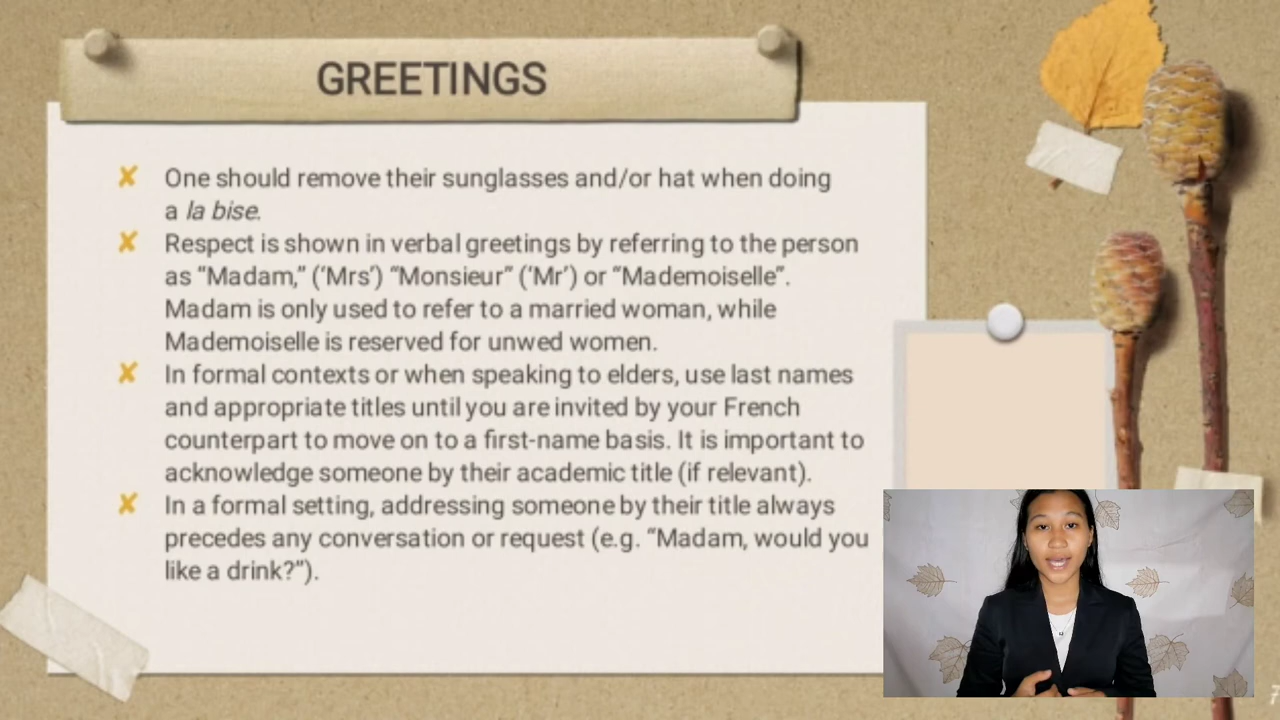 GREETINGS
✘ One should remove their sunglasses and/or hat when doing
a la bise.
✘ Respect is shown in verbal greetings by referring to the person
as “Madam,” (‘Mrs’) “Monsieur” (‘Mr’) or “Mademoiselle”.
Madam is only used to refer to a married woman, while
Mademoiselle is reserved for unwed women.
✘ In formal contexts or when speaking to elders, use last names
and appropriate titles until you are invited by your French
counterpart to move on to a first-name basis. It is important to
acknowledge someone by their academic title (if relevant).
✘ In a formal setting, addressing someone by their title always
precedes any conversation or request (e.g. “Madam, would you
like a drink?”).